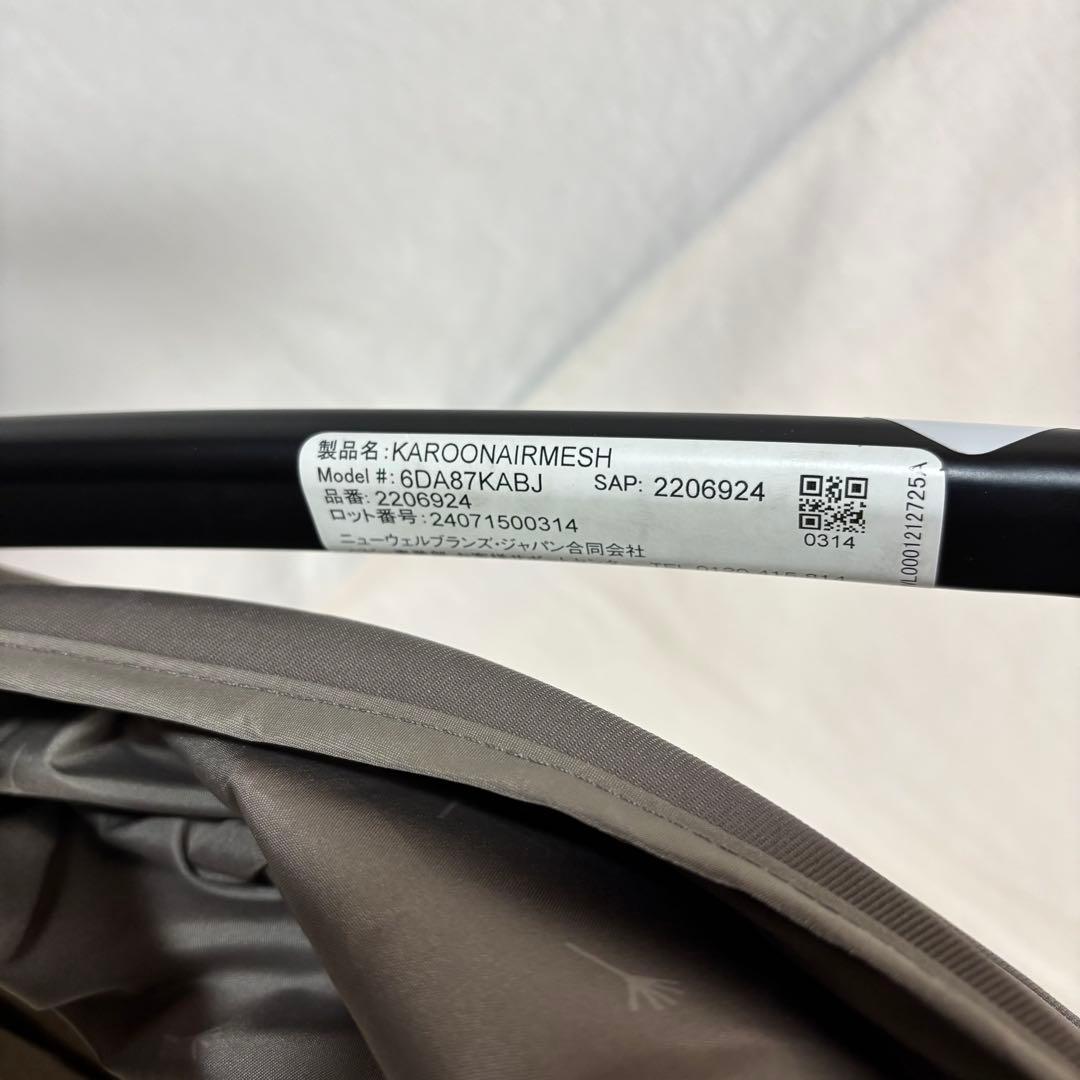 製品名:KAROONAIRMESH
Model #: 6DA87KABJ SAP: 2206924
品番: 2206924
ロット番号:24071500314
ニューウェルブランズ・ジャパン合同会社
0314
L0001212725.A